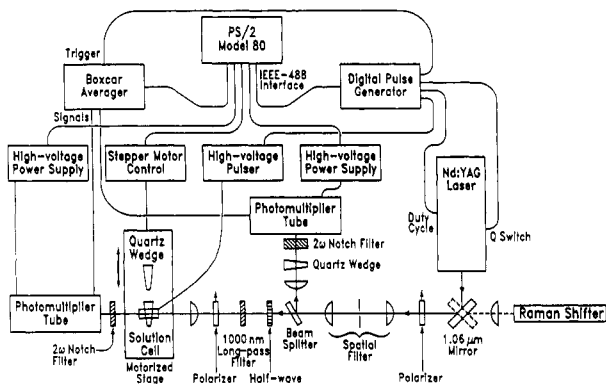 PS/2
Model 80
Trigger
Boxcar
Averager
IEEE-488
Interface
Digital Pulse
Generator
Signals
High-voltage
Power Supply
Stepper Motor
Control
High-voltage
Pulser
High-voltage
Power Supply
Nd:YAG
Laser
Photomultiplier
Tube
Duty
Cycle
Q Switch
2ω Notch Filter
Quartz
Wedge
Quartz Wedge
Photomultiplier
Tube
Solution
Cell
Motorized
Stage
2ω Notch
Filter
Polarizer
1000 nm
Long-pass
Filter
Half-wave
Beam
Splitter
Spatial
Filter
Polarizer
1.06 μm
Mirror
Raman Shifter